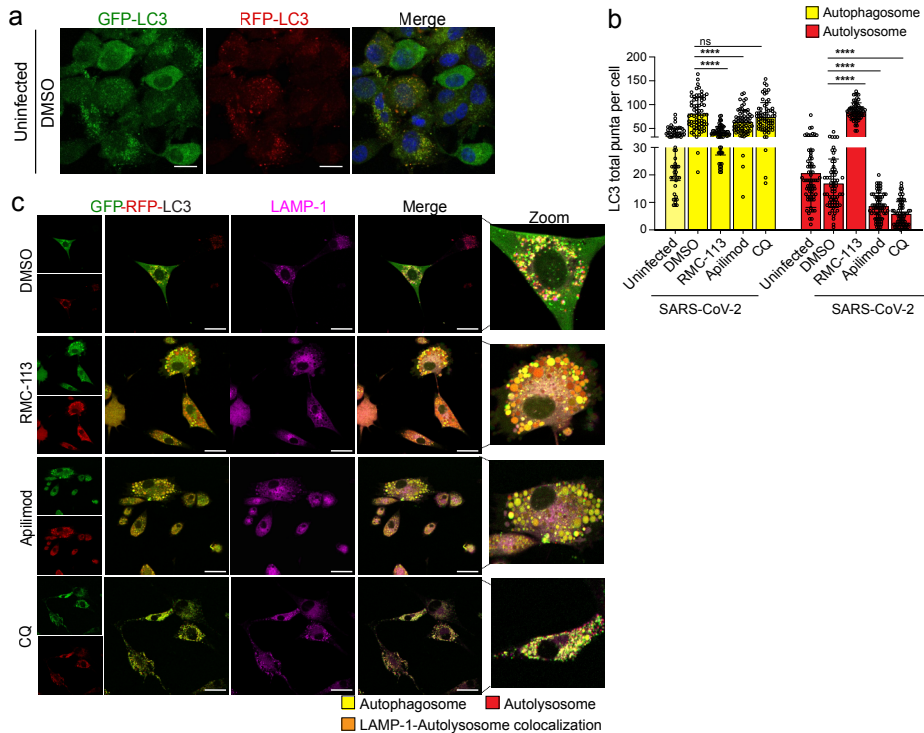 a
GFP-LC3
RFP-LC3
Merge
Uninfected
DMSO
b
Autophagosome
Autolysosome
LC3 total punta per cell
200
150
100
50
30
20
10
0
ns
****
****
****
****
****
Uninfected
DMSO
RMC-113
Apilimod
CQ
Uninfected
DMSO
RMC-113
Apilimod
CQ
SARS-CoV-2
SARS-CoV-2
c
GFP-RFP-LC3
LAMP-1
Merge
Zoom
DMSO
RMC-113
Apilimod
CQ
Autophagosome
Autolysosome
LAMP-1-Autolysosome colocalization